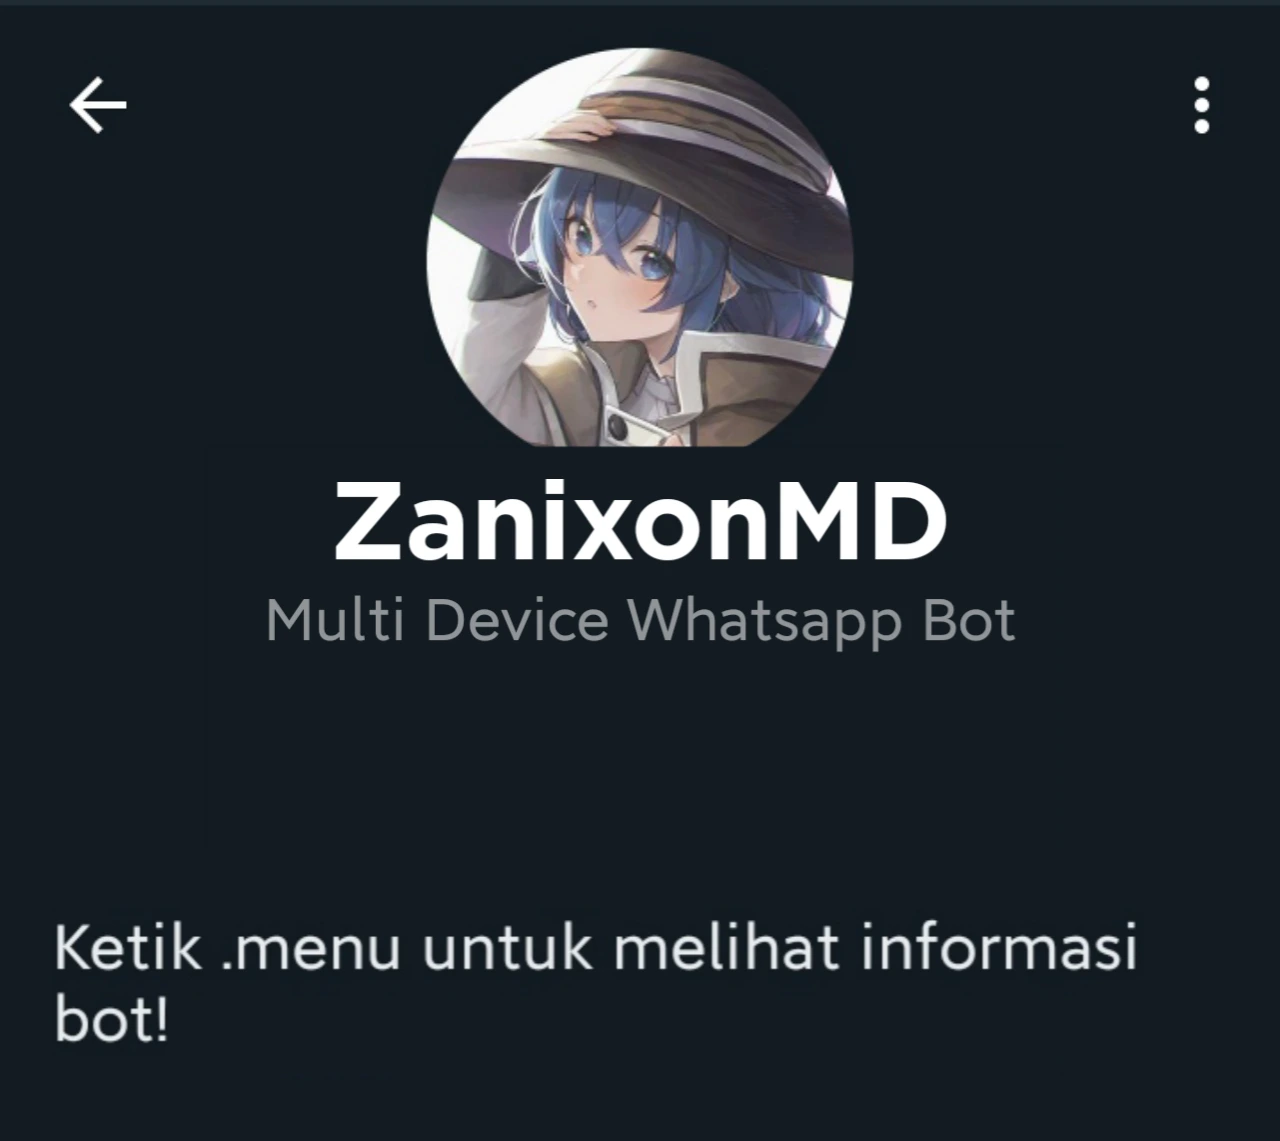 ZanixonMD
Multi Device Whatsapp Bot
Ketik .menu untuk melihat informasi
bot!